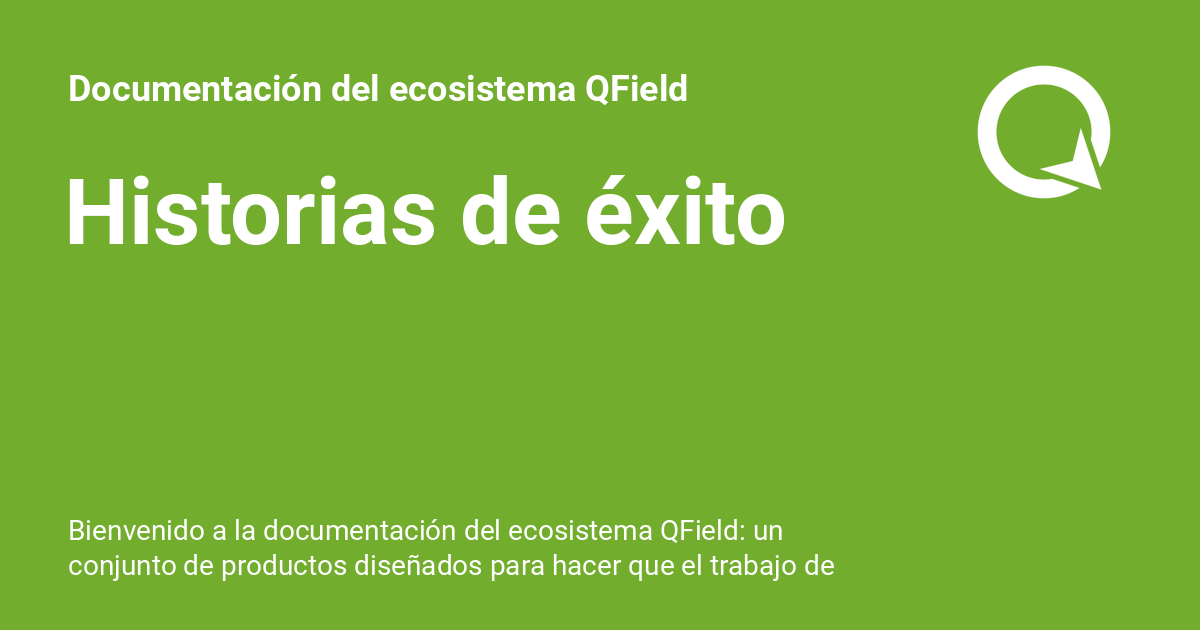 Documentación del ecosistema QField
Historias de éxito
Bienvenido a la documentación del ecosistema QField: un
conjunto de productos diseñados para hacer que el trabajo de